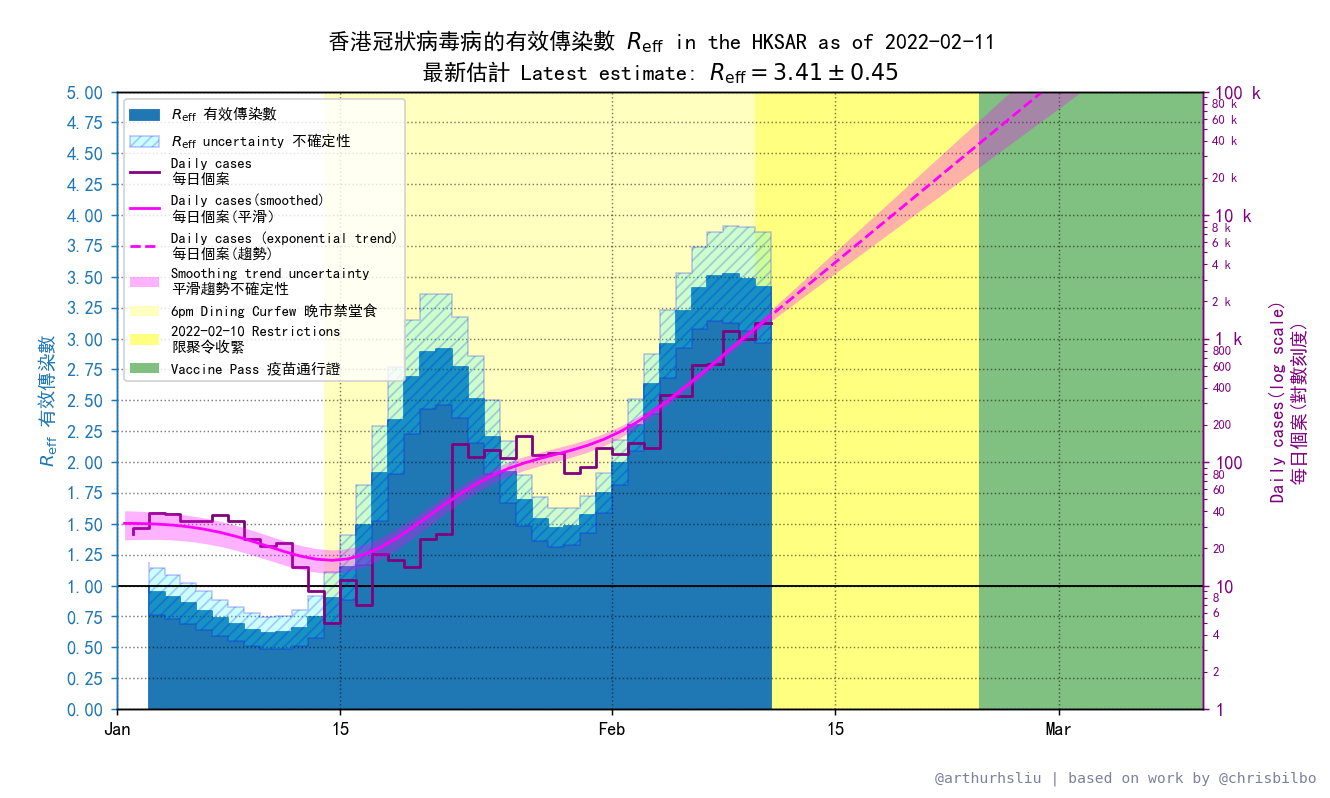 香港冠狀病毒病的有效傳染數 Reff in the HKSAR as of 2022-02-11
最新估計 Latest estimate: Reff = 3.41 ± 0.45
Reff 有效傳染數
Reff uncertainty 不確定性
Daily cases
每日個案
Daily cases(smoothed)
每日個案(平滑)
Daily cases (exponential trend)
每日個案(趨勢)
Smoothing trend uncertainty
平滑趨勢不確定性
6pm Dining Curfew 晚市禁堂食
2022-02-10 Restrictions
限聚令收緊
Vaccine Pass 疫苗通行證
5.00
4.75
4.50
4.25
4.00
3.75
3.50
3.25
3.00
2.75
2.50
2.25
2.00
1.75
1.50
1.25
1.00
0.75
0.50
0.25
0.00
Reff 有效傳染數
100 k
80 k
60 k
40 k
20 k
10 k
8 k
6 k
4 k
2 k
1 k
800
600
400
200
100
80
60
40
20
10
8
6
4
2
1
Daily cases(log scale)
每日個案(對數刻度)
Jan
15
Feb
15
Mar
@arthurhsliu | based on work by @chrisbilbo